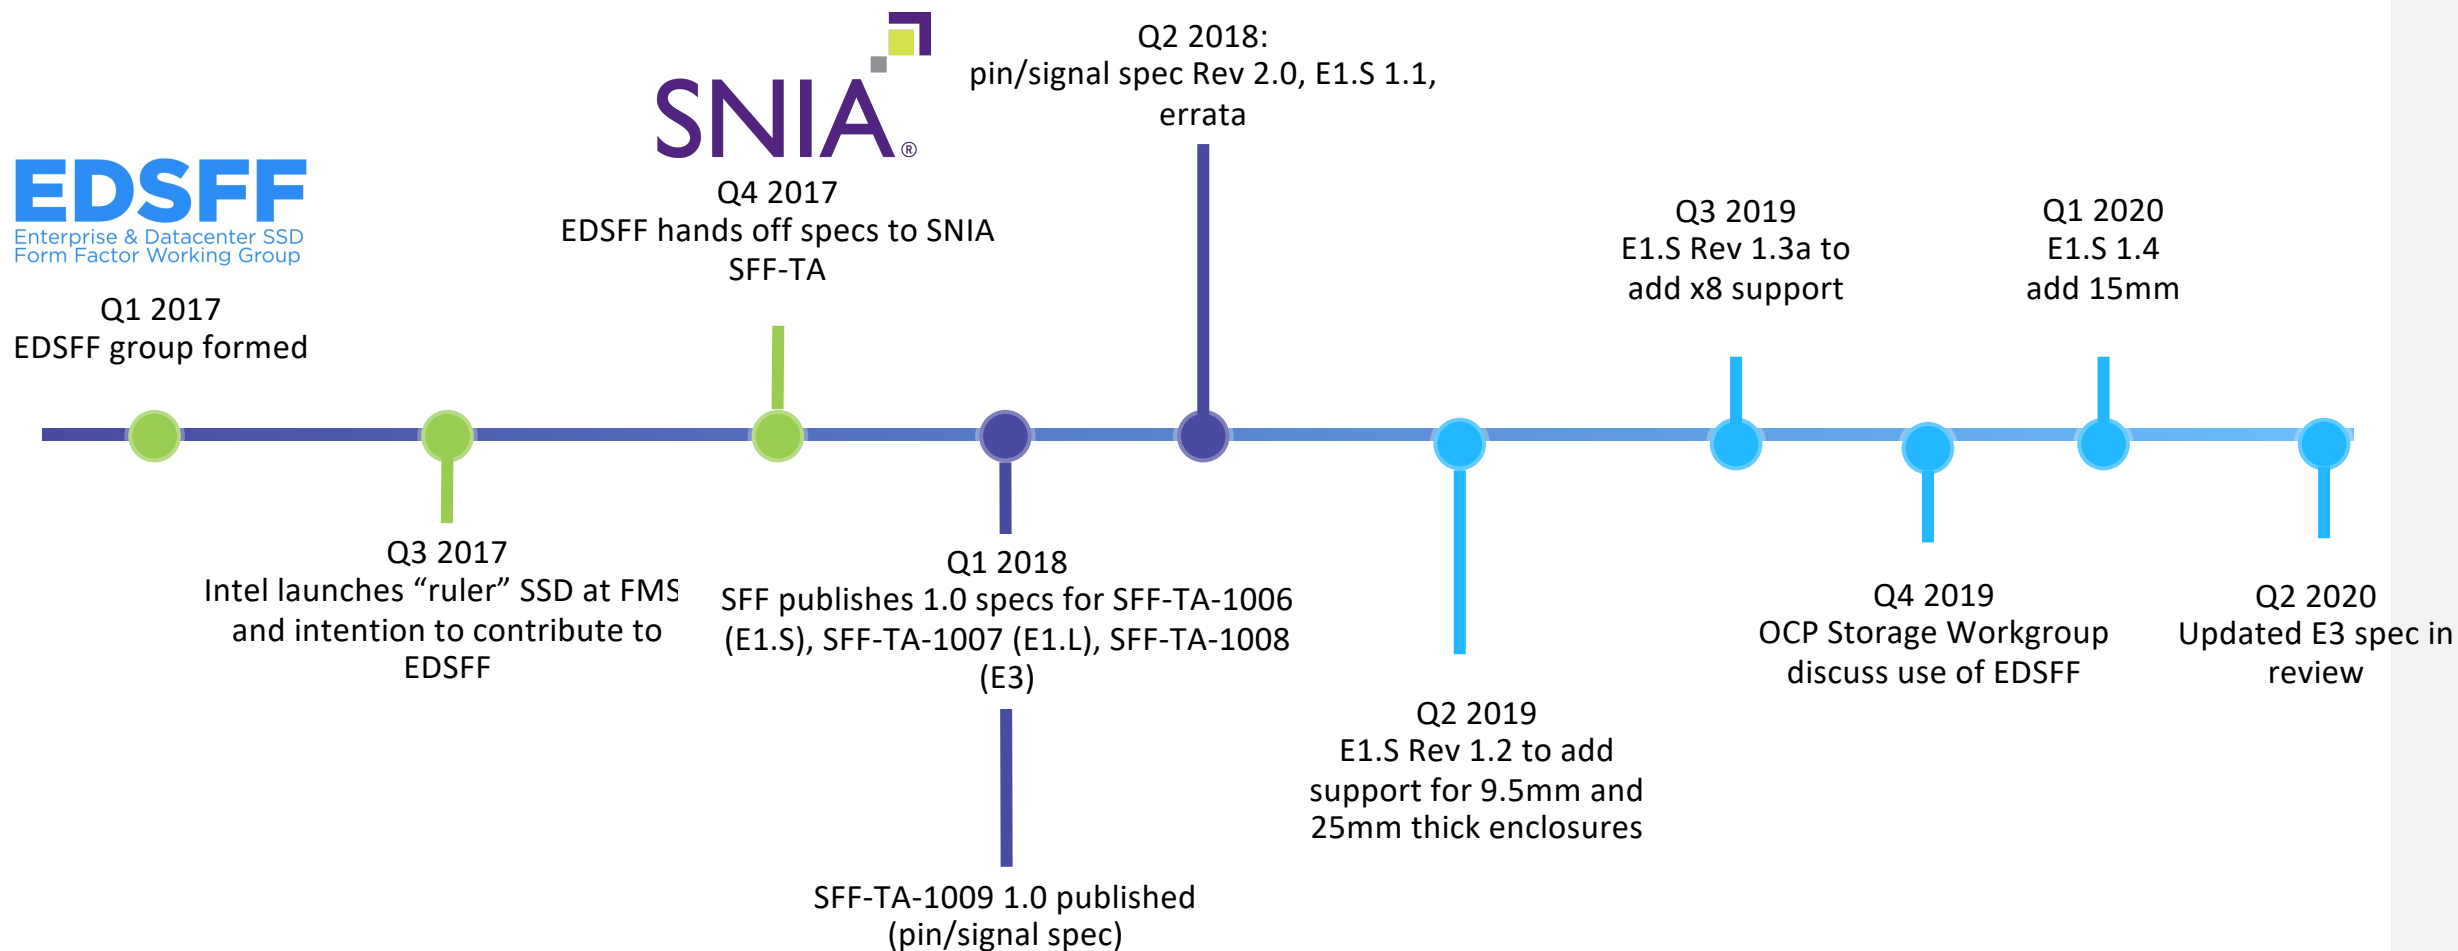 EDSFF
Enterprise & Datacenter SSD
Form Factor Working Group
Q1 2017
EDSFF group formed
Q3 2017
Intel launches “ruler” SSD at FMS
and intention to contribute to
EDSFF
SNIA®
Q4 2017
EDSFF hands off specs to SNIA
SFF-TA
Q1 2018
SFF publishes 1.0 specs for SFF-TA-1006
(E1.S), SFF-TA-1007 (E1.L), SFF-TA-1008
(E3)
SFF-TA-1009 1.0 published
(pin/signal spec)
Q2 2018:
pin/signal spec Rev 2.0, E1.S 1.1,
errata
Q2 2019
E1.S Rev 1.2 to add
support for 9.5mm and
25mm thick enclosures
Q3 2019
E1.S Rev 1.3a to
add x8 support
Q4 2019
OCP Storage Workgroup
discuss use of EDSFF
Q1 2020
E1.S 1.4
add 15mm
Q2 2020
Updated E3 spec in
review